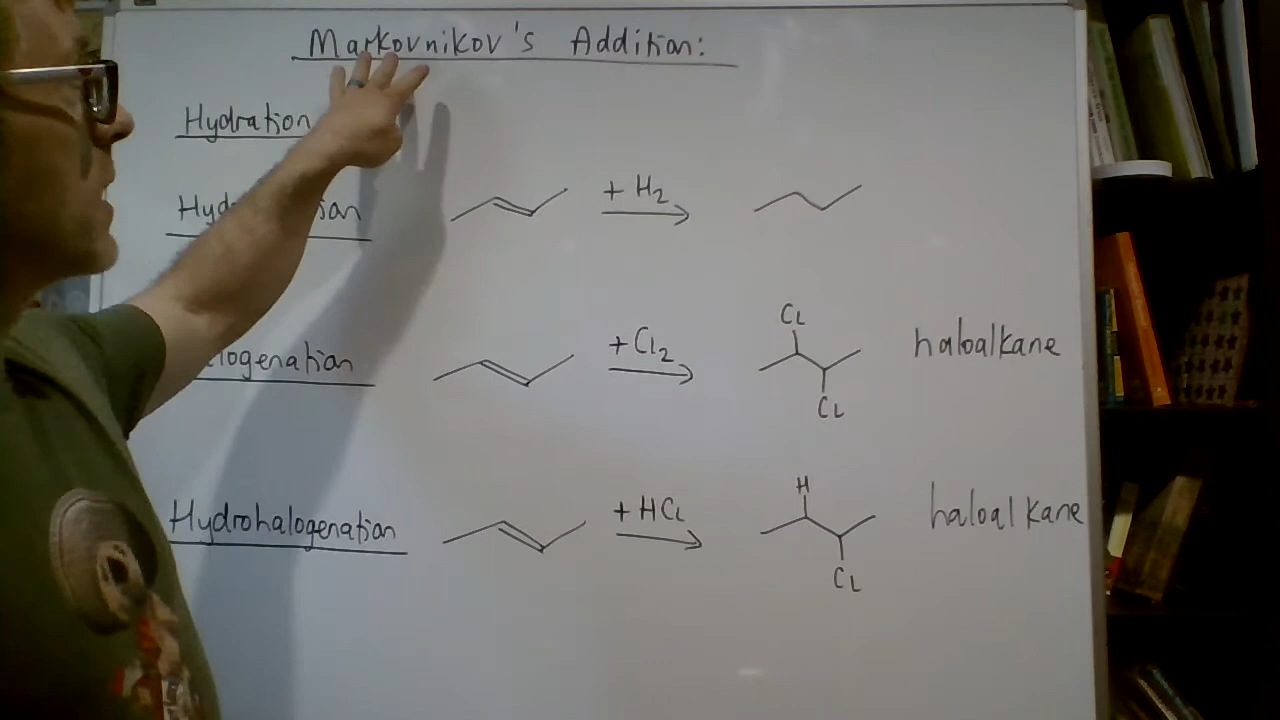 Markovnikov's Addition:
Hydration
+ H2
Cl
+ Cl2
haloalkane
Cl
H
Hydrohalogenation
+ HCl
haloalkane
Cl